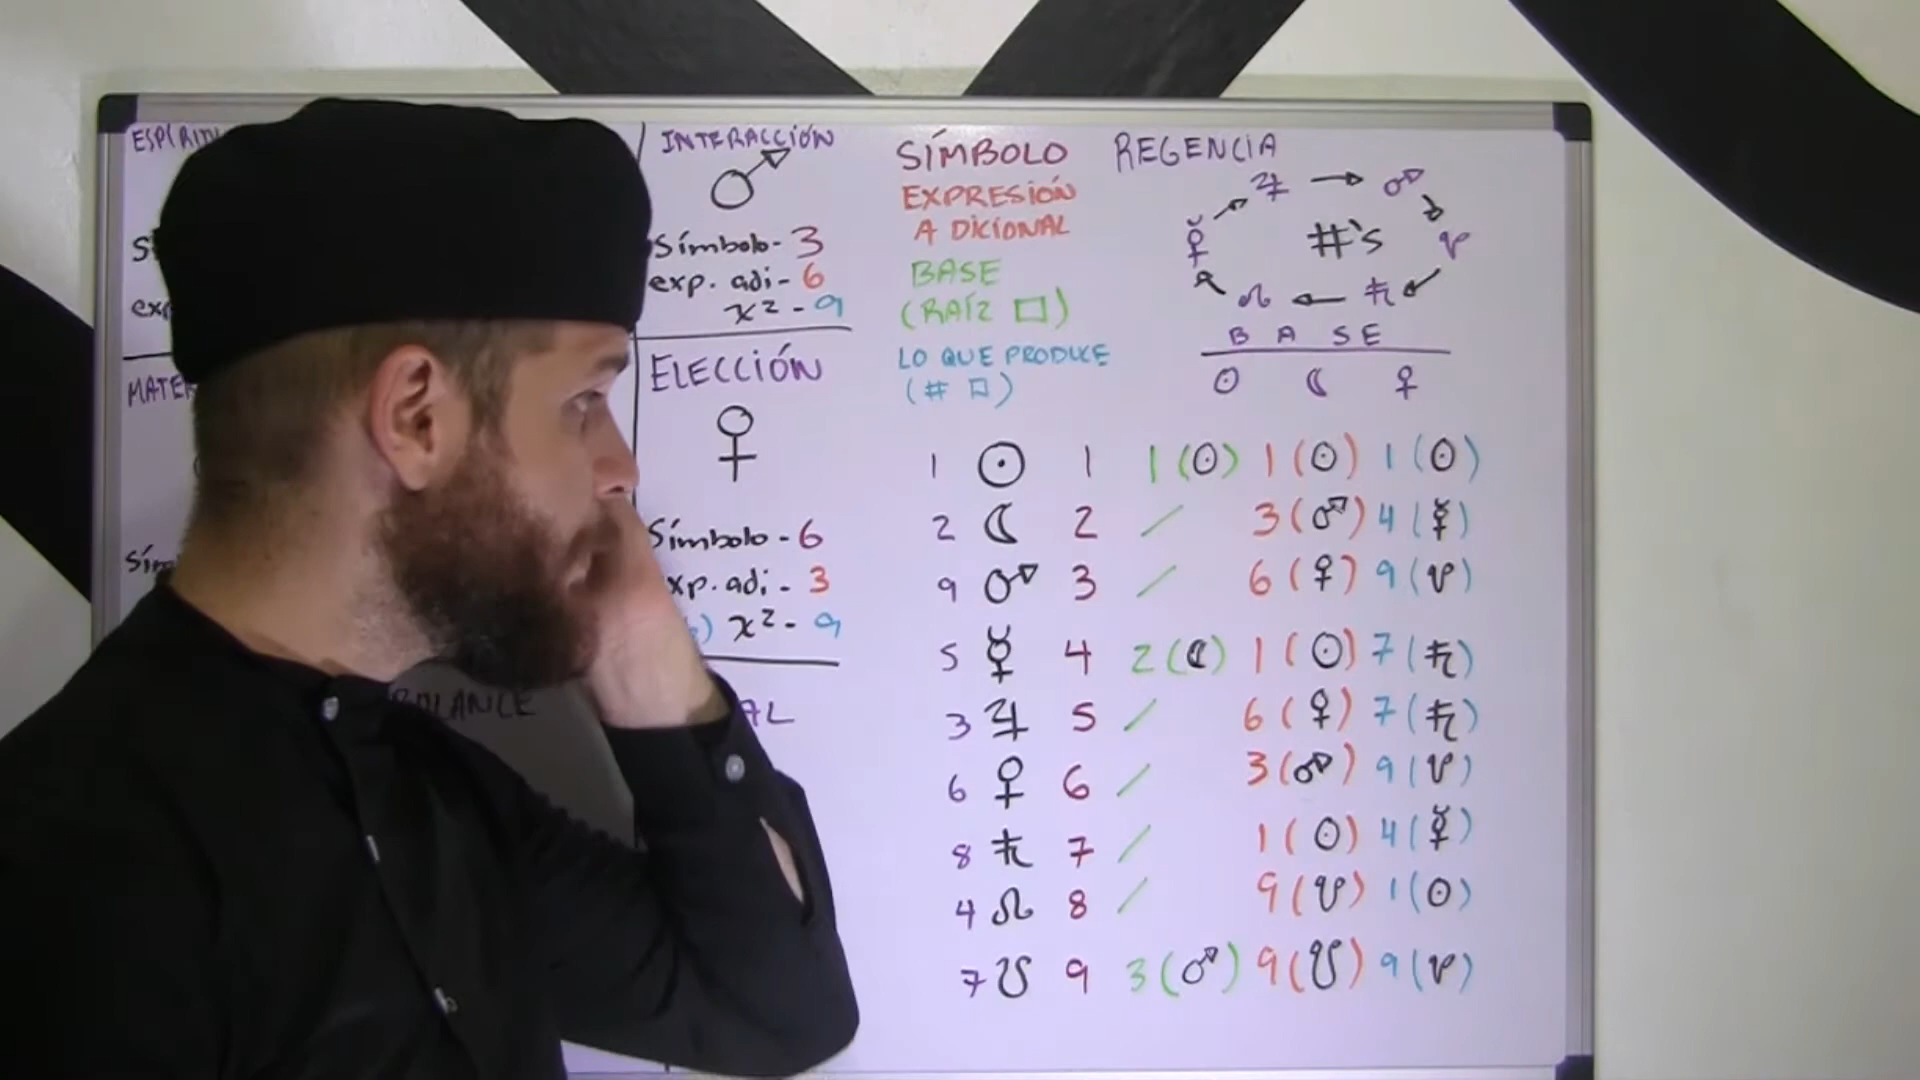 ESPÍRITU
exp
MATER
Sím
BALANCE
INTERACCIÓN
♂
Símbolo - 3
exp. adi - 6
x² - 9
ELECCIÓN
♀
Símbolo - 6
xp. adi - 3
) x² - 9
AL
SÍMBOLO
EXPRESIÓN
ADICIONAL
BASE
(RAÍZ □)
LO QUE PRODUCE
(# □)
REGENCIA
♃ → ♂
♀ #'s ☋
☊ ← ♄
BASE
☉ ☾ ♀
1 ☉ 1 1(☉) 1(☉) 1(☉)
2 ☾ 2 / 3(♂) 4(☿)
9 ♂ 3 / 6(♀) 9(☋)
5 ☿ 4 2(☾) 1(☉) 7(♄)
3 ♃ 5 / 6(♀) 7(♄)
6 ♀ 6 / 3(♂) 9(☋)
8 ♄ 7 / 1(☉) 4(☿)
4 ☊ 8 / 9(☋) 1(☉)
7 ☋ 9 3(♂) 9(☋) 9(☋)